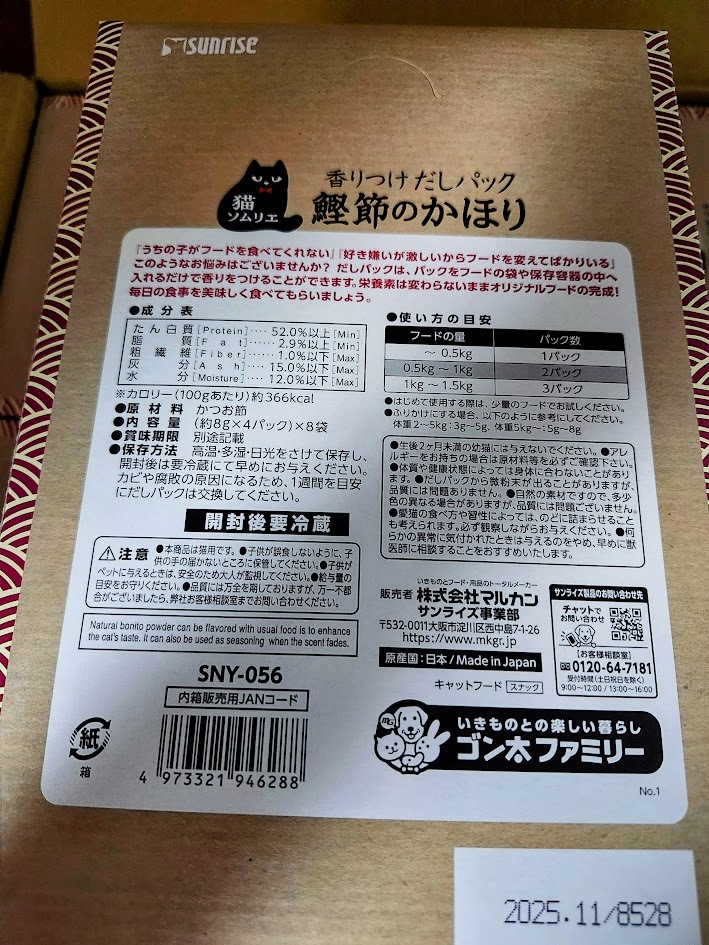 sunrise
猫
ソムリエ
香りつけ だしパック
鰹節のかほり
「うちの子がフードを食べてくれない」「好き嫌いが激しいからフードを変えてばかりいる」
このようなお悩みはございませんか? だしパックは、パックをフードの袋や保存容器の中へ
入れるだけで香りをつけることができます。栄養素は変わらないままオリジナルフードの完成!
毎日の食事を美味しく食べてもらいましょう。
●成分表
たん白質[Protein]‥‥52.0%以上[Min]
脂質[Fat]‥‥2.9%以上[Min]
粗繊維[Fiber]‥‥1.0%以下[Max]
灰分[Ash]‥‥15.0%以下[Max]
水分[Moisture]‥‥12.0%以下[Max]
※カロリー(100gあたり)約366kcal
●原材料 かつお節
●内容量 (約8g×4パック)×8袋
●賞味期限 別途記載
●保存方法 高温・多湿・日光をさけて保存し、
開封後は要冷蔵にて早めにお与えください。
カビや腐敗の原因になるため、1週間を目安
にだしパックは交換してください。
開封後要冷蔵
●使い方の目安
フードの量 パック数
～0.5kg 1パック
0.5kg ～ 1kg 2パック
1kg ～ 1.5kg 3パック
●はじめて使用する際は、少量のフードでお試しください。
●ふりかけにする場合、以下のように参考にしてください。
体重2～5kg:3g～5g、体重5kg～:5g～8g
●生後2ヶ月未満の幼猫には与えないでください。●アレ
ルギーをお持ちの場合は原材料等を必ずご確認下さい。
●体質や健康状態によっては身体に合わないことがあり
ます。●だしパックから微粉末が出ることがありますが、
品質には問題ありません。●自然の素材ですので、多少
色の異なる場合がありますが、品質には問題ございません。
●愛猫の食べ方や習性によっては、のどに詰まらせること
も考えられます。必ず観察しながらお与えください。●何
らかの異常に気付かれたときは与えるのをやめ、早めに獣
医師に相談することをおすすめいたします。
注意 ●本商品は猫用です。●子供が誤食しないように、子
供の手の届かないところに保管してください。●子供が
ペットに与えるときは、安全のため大人が監視してください。●給与量の
目安をお守りください。●品質には万全を期しておりますが、万一不都
合がございましたら、弊社お客様相談室までお問い合わせください。
Natural bonito powder can be flavored with usual food is to enhance
the cat's taste. It can also be used as seasoning when the scent fades.
SNY-056
内箱販売用JANコード
4 973321 946288
紙
箱
いきものとフード・用品のトータルメーカー
販売者 株式会社マルカン
サンライズ事業部
〒532-0011大阪市淀川区西中島7-1-26
https://www.mkgr.jp
原産国:日本/Made in Japan
キャットフード スナック
サンライズ製品のお問い合わせ先
チャットで
お問い合わせ
【お客様相談室】
0120-64-7181
受付時間(土日祝日を除く)
9:00～12:00 / 13:00～16:00
いきものとの楽しい暮らし
ゴン太ファミリー
No.1
2025.11/8528